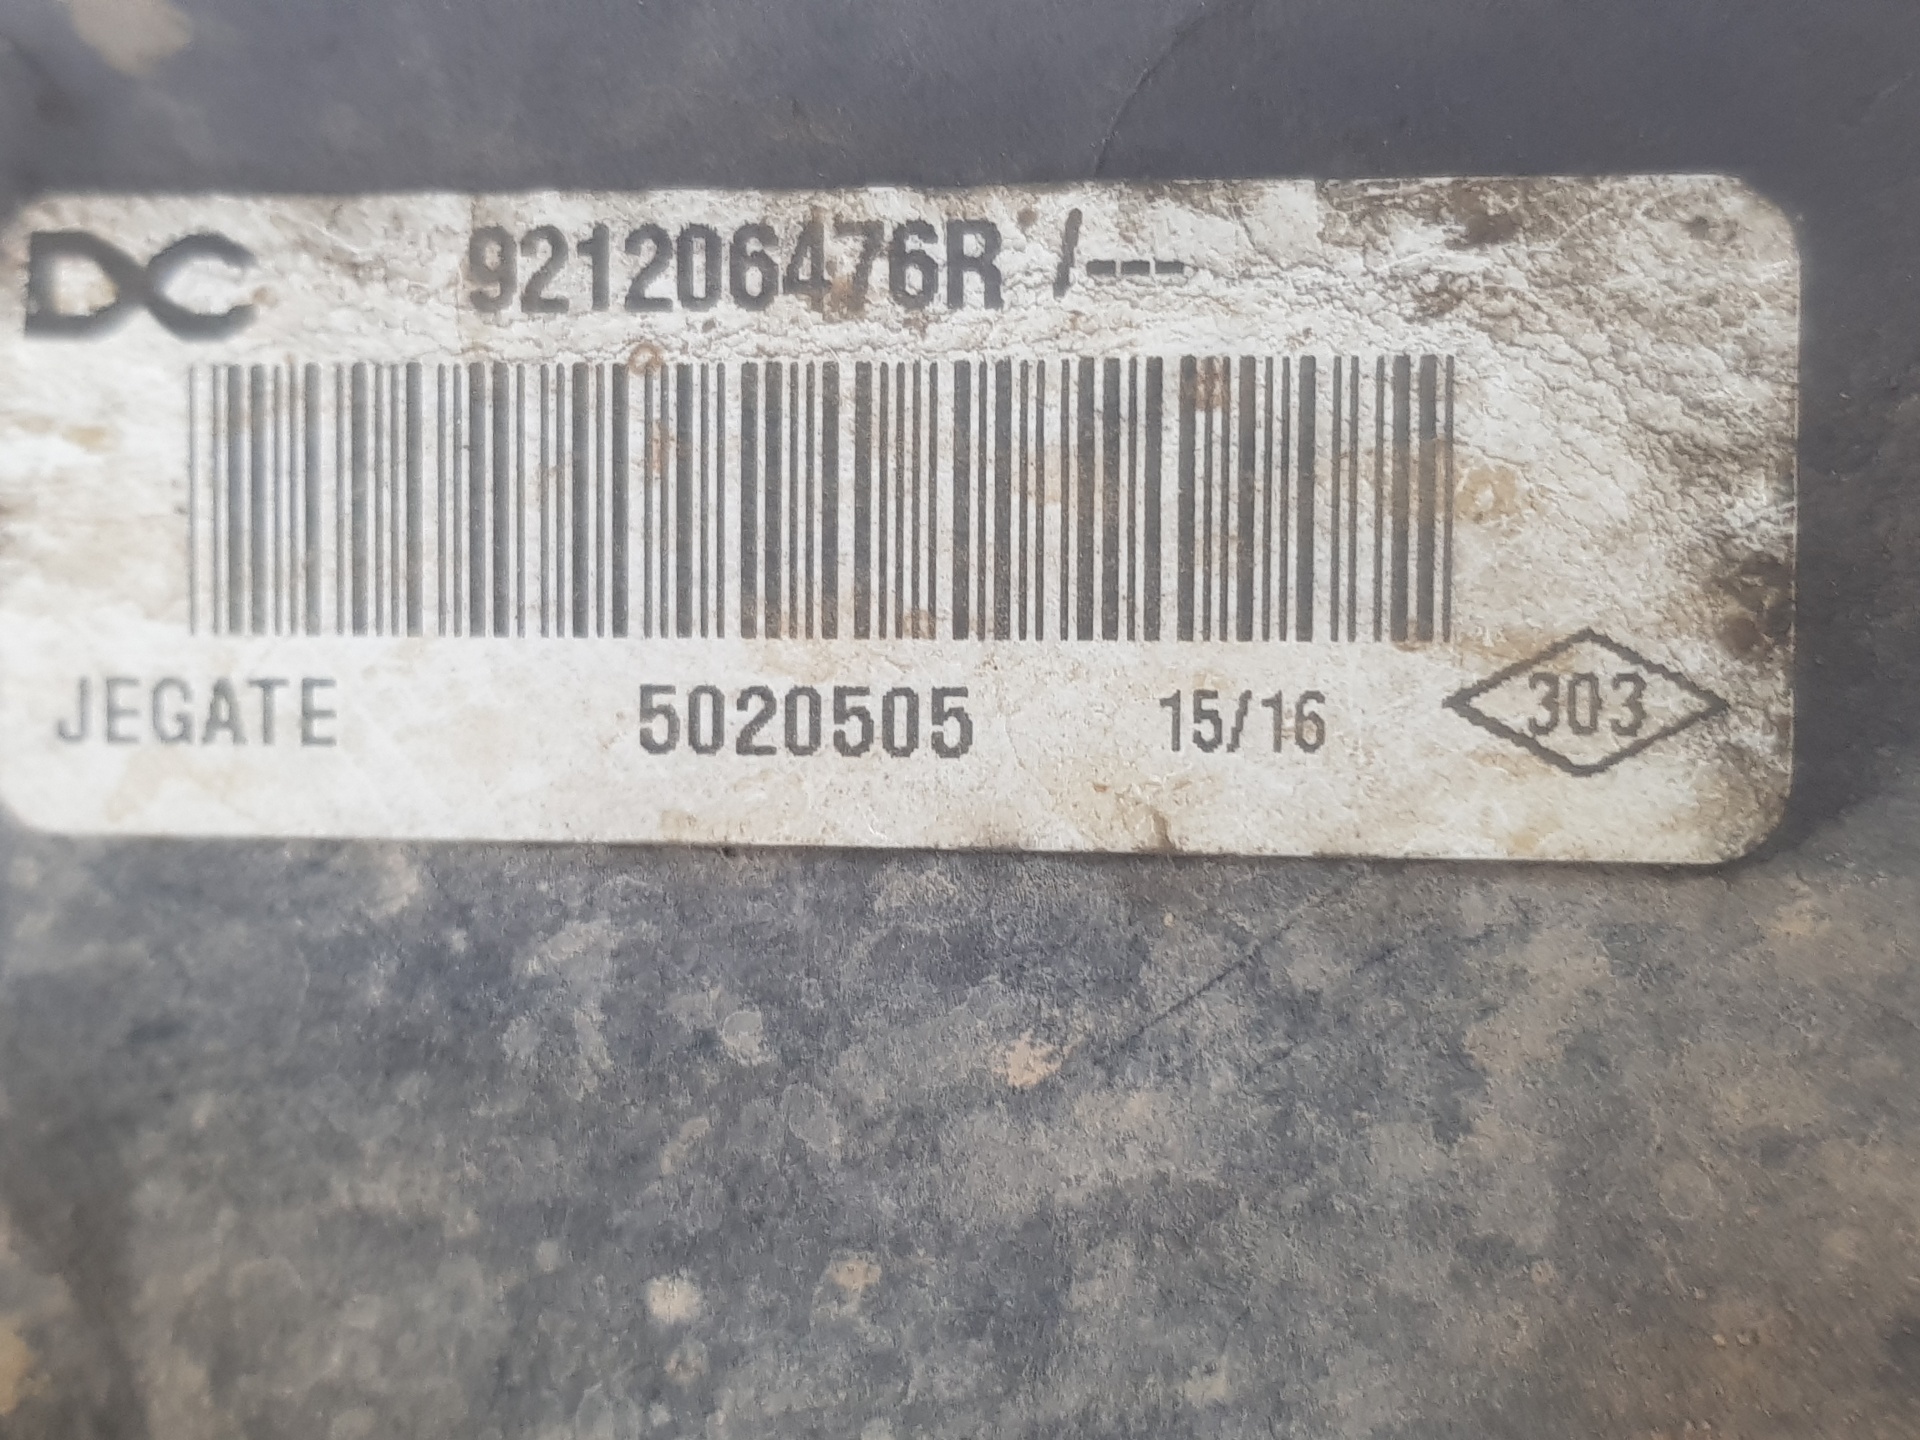 DC 921206476R /---
JEGATE 5020505 15/16 303